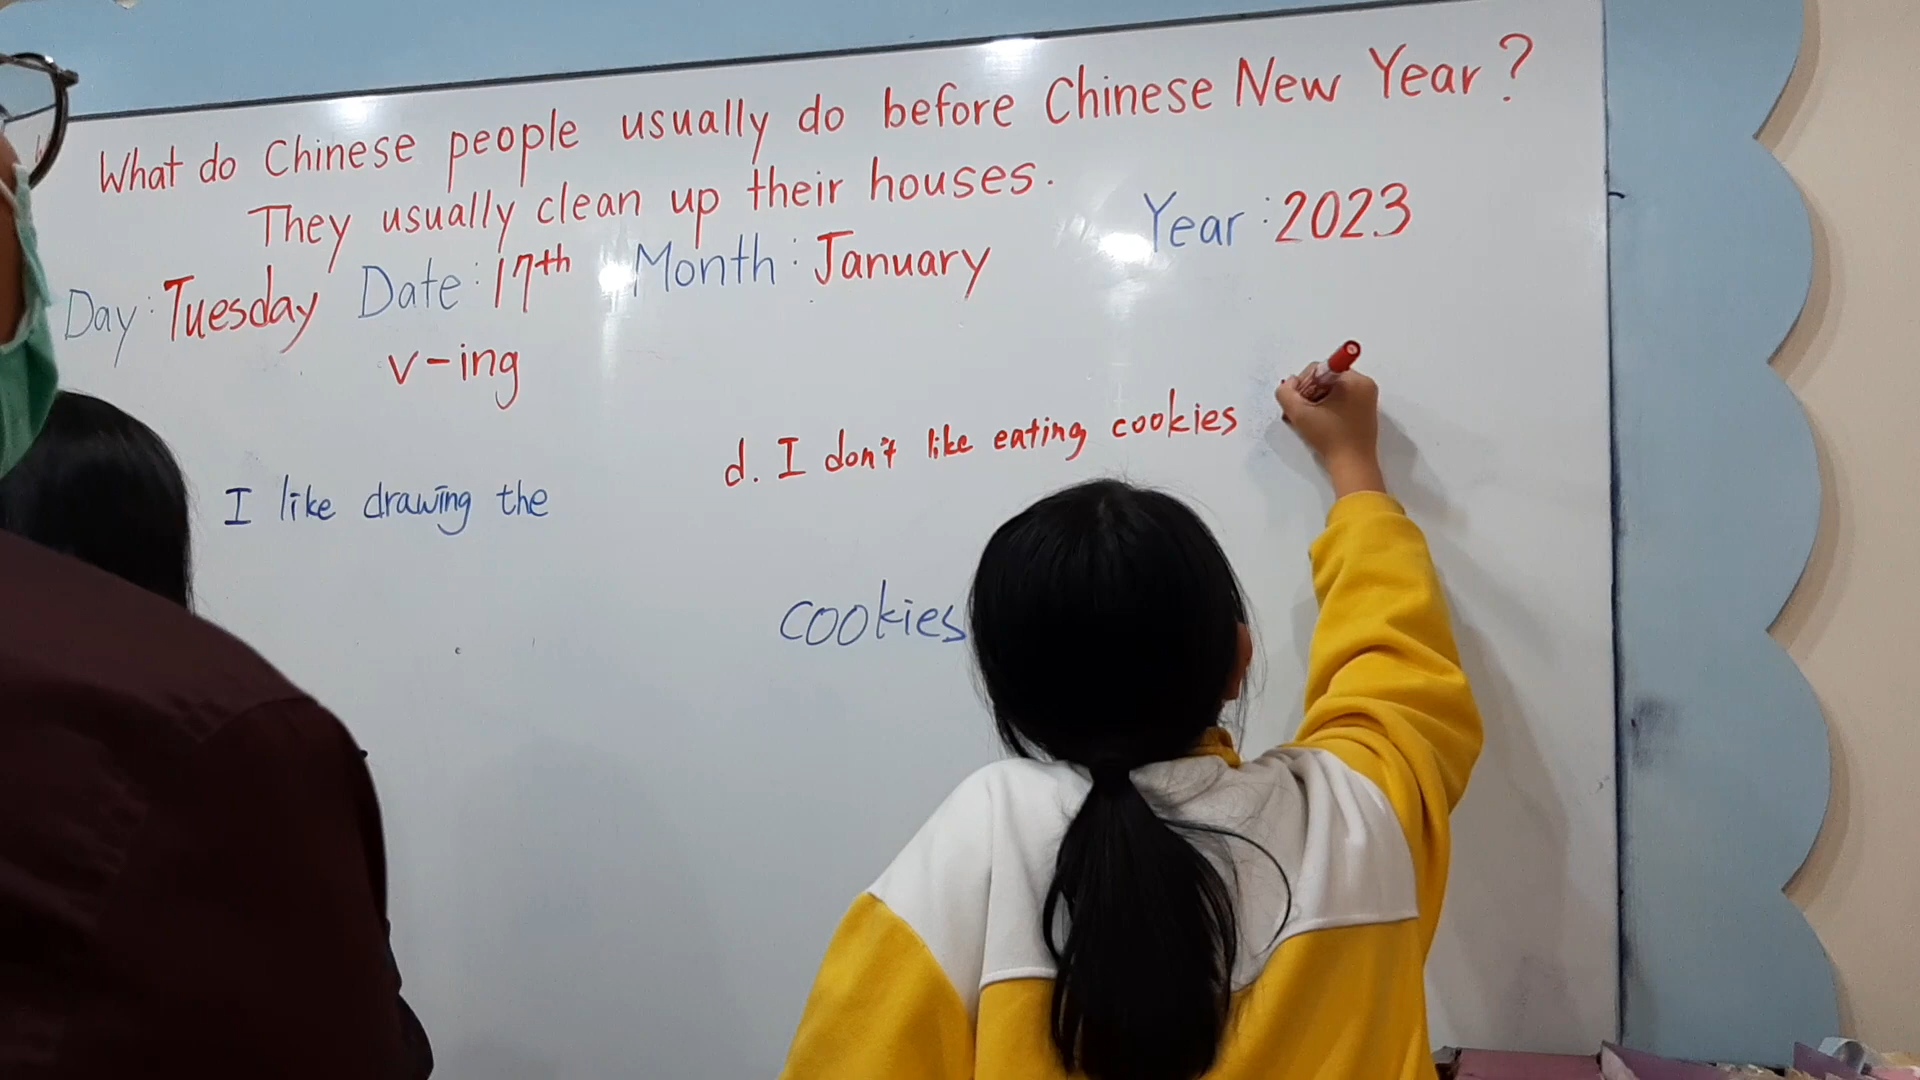 What do Chinese people usually do before Chinese New Year?
They usually clean up their houses.
Day: Tuesday Date: 17th Month: January Year: 2023
v-ing
d. I don't like eating cookies
I like drawing the
cookies